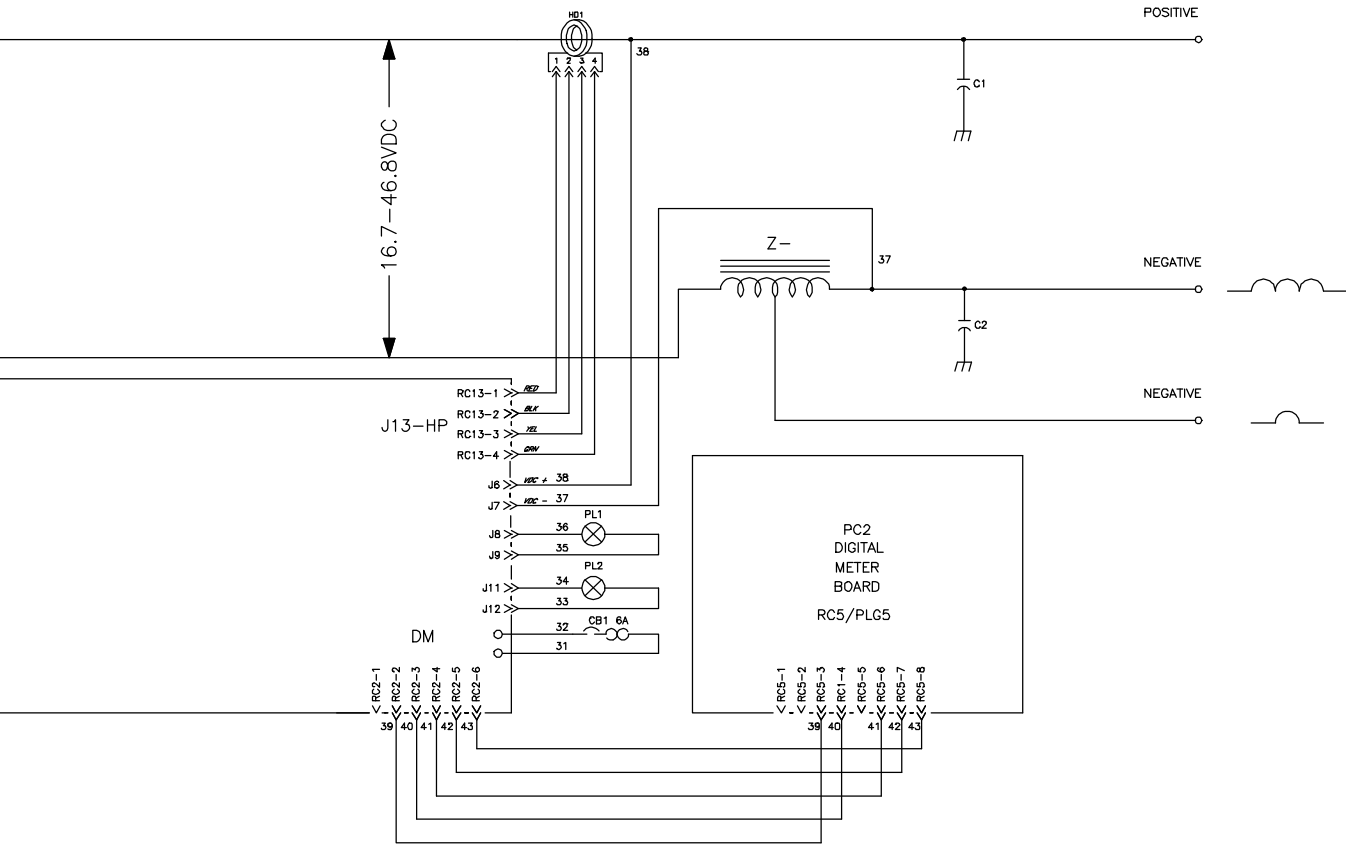 HD1
POSITIVE
38
1 2 3 4
C1
16.7-46.8VDC
Z-
37
NEGATIVE
C2
NEGATIVE
RC13-1 RED
RC13-2 BLK
RC13-3 YEL
RC13-4 GRN
J13-HP
J6 VDC + 38
J7 VDC - 37
PL1
J8 36
J9 35
PL2
J11 34
J12 33
CB1 6A
32
31
DM
PC2
DIGITAL
METER
BOARD
RC5/PLG5
RC2-1
RC2-2
RC2-3
RC2-4
RC2-5
RC2-6
RC5-1
RC5-2
RC5-3
RC1-4
RC5-5
RC5-6
RC5-7
RC5-8
39 40 41 42 43
39 40 41 42 43